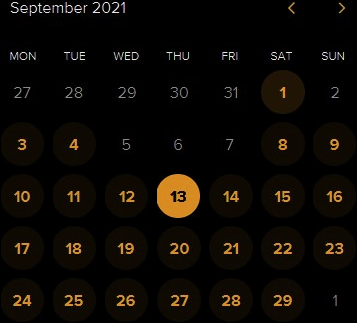 September 2021 < >
MON TUE WED THU FRI SAT SUN
27 28 29 30 31 1 2
3 4 5 6 7 8 9
10 11 12 13 14 15 16
17 18 19 20 21 22 23
24 25 26 27 28 29 1